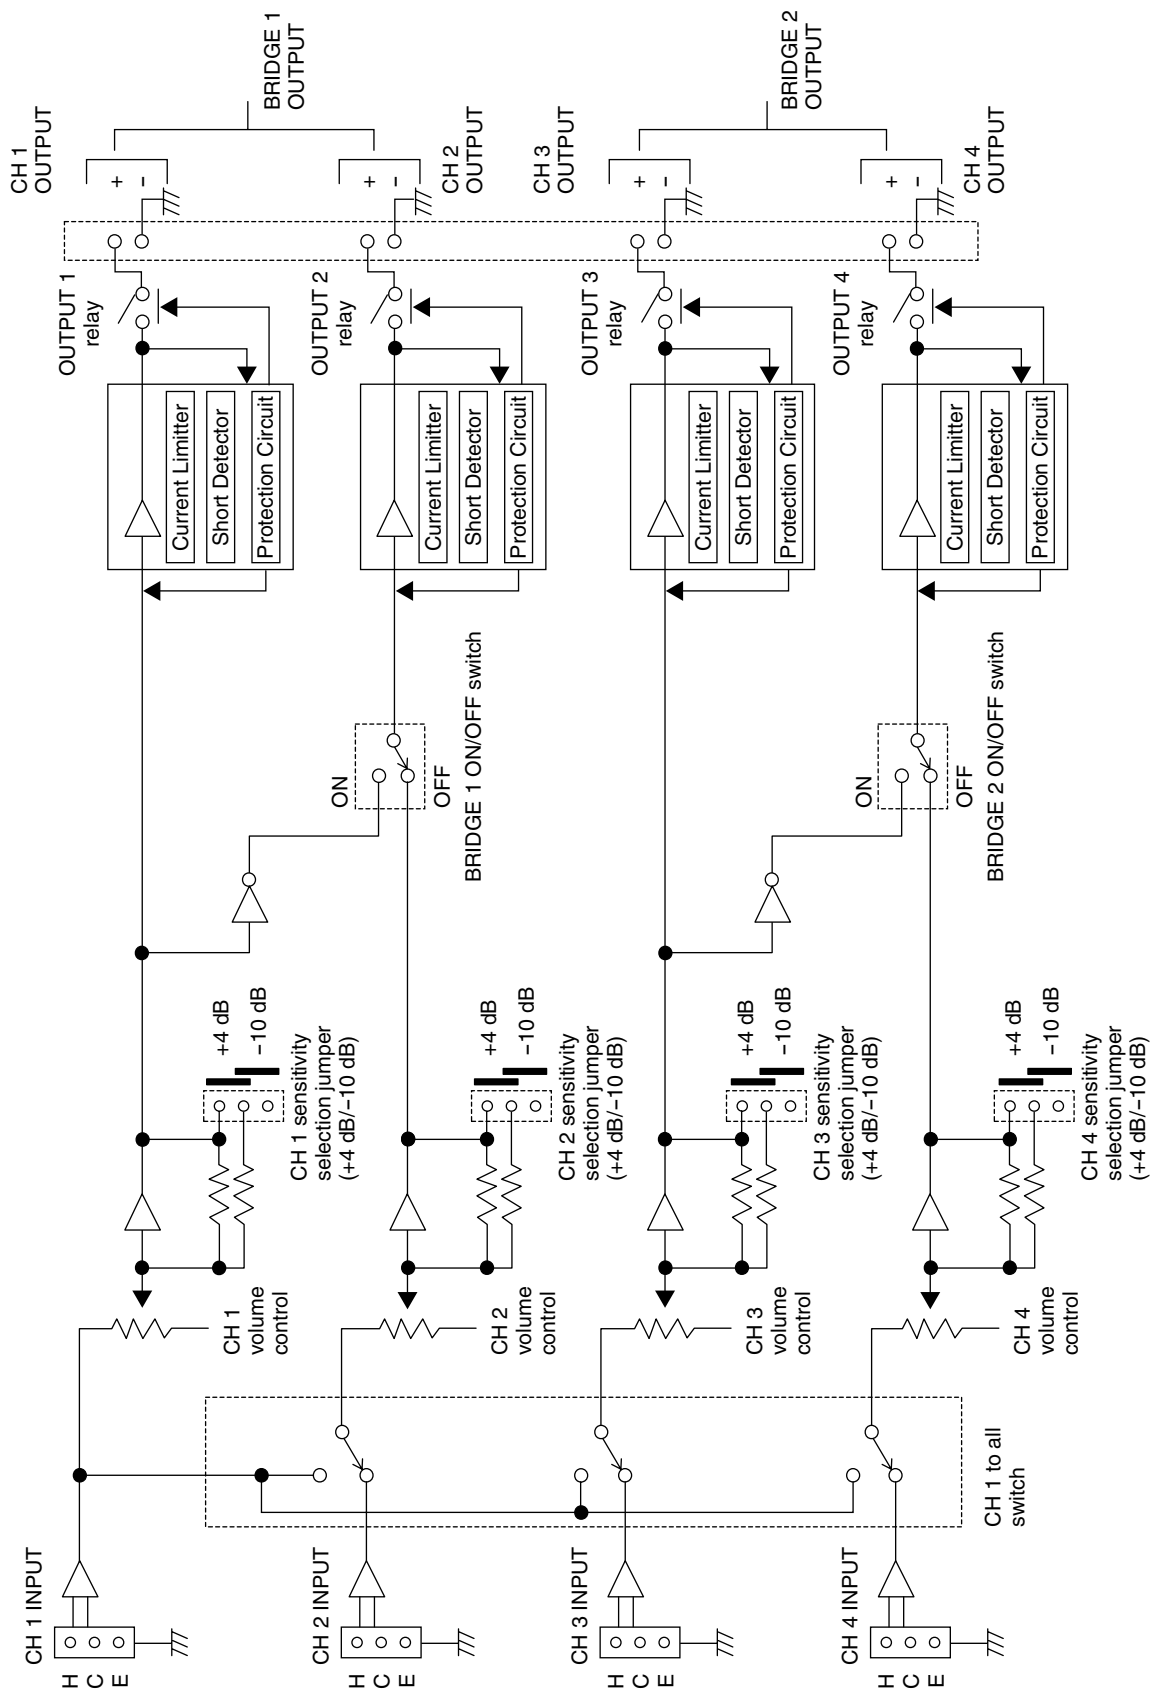 CH 1 INPUT
H
C
E
CH 2 INPUT
H
C
E
CH 3 INPUT
H
C
E
CH 4 INPUT
H
C
E
CH 1 to all
switch
CH 1
volume
control
CH 2
volume
control
CH 3
volume
control
CH 4
volume
control
+4 dB
−10 dB
CH 1 sensitivity
selection jumper
(+4 dB/−10 dB)
+4 dB
−10 dB
CH 2 sensitivity
selection jumper
(+4 dB/−10 dB)
+4 dB
−10 dB
CH 3 sensitivity
selection jumper
(+4 dB/−10 dB)
+4 dB
−10 dB
CH 4 sensitivity
selection jumper
(+4 dB/−10 dB)
ON
OFF
BRIDGE 1 ON/OFF switch
ON
OFF
BRIDGE 2 ON/OFF switch
Current Limitter
Short Detector
Protection Circuit
Current Limitter
Short Detector
Protection Circuit
Current Limitter
Short Detector
Protection Circuit
Current Limitter
Short Detector
Protection Circuit
OUTPUT 1
relay
OUTPUT 2
relay
OUTPUT 3
relay
OUTPUT 4
relay
CH 1
OUTPUT
+
-
+
-
CH 2
OUTPUT
CH 3
OUTPUT
+
-
+
-
CH 4
OUTPUT
BRIDGE 1
OUTPUT
BRIDGE 2
OUTPUT